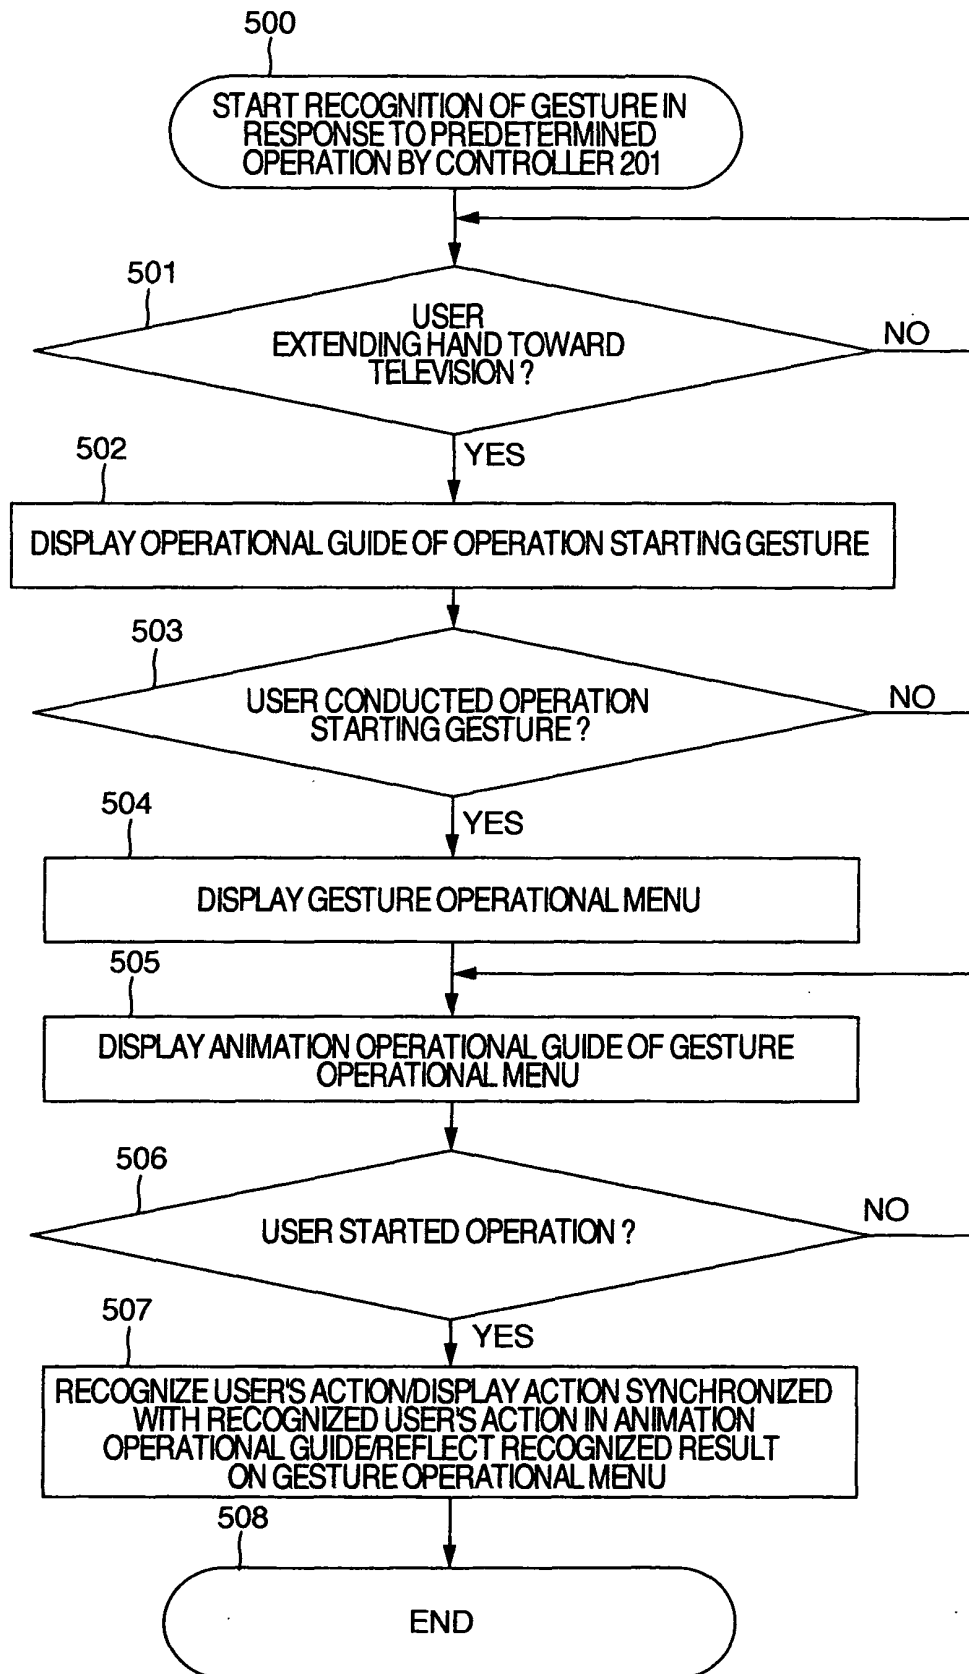 500
START RECOGNITION OF GESTURE IN
RESPONSE TO PREDETERMINED
OPERATION BY CONTROLLER 201
501
USER
EXTENDING HAND TOWARD
TELEVISION ?
NO
YES
502
DISPLAY OPERATIONAL GUIDE OF OPERATION STARTING GESTURE
503
USER CONDUCTED OPERATION
STARTING GESTURE ?
NO
YES
504
DISPLAY GESTURE OPERATIONAL MENU
505
DISPLAY ANIMATION OPERATIONAL GUIDE OF GESTURE
OPERATIONAL MENU
506
USER STARTED OPERATION ?
NO
YES
507
RECOGNIZE USER'S ACTION/DISPLAY ACTION SYNCHRONIZED
WITH RECOGNIZED USER'S ACTION IN ANIMATION
OPERATIONAL GUIDE/REFLECT RECOGNIZED RESULT
ON GESTURE OPERATIONAL MENU
508
END